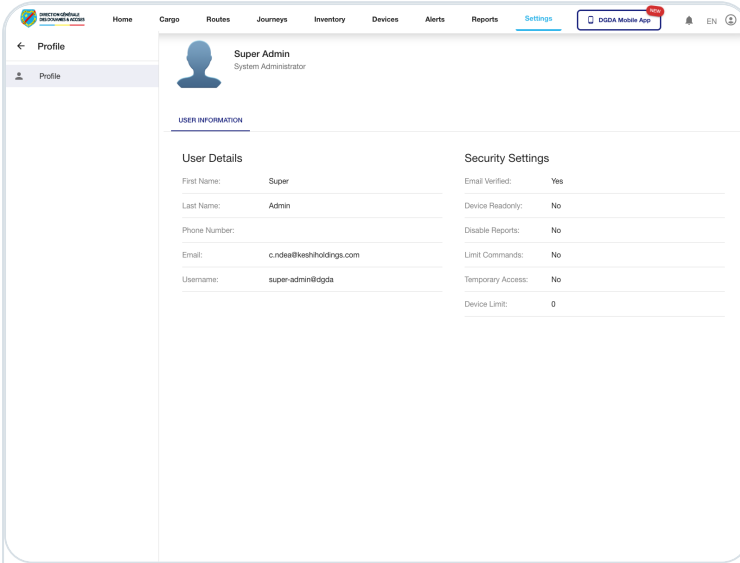 DIRECTION GÉNÉRALE
DES DOUANES & ACCISES
Home
Cargo
Routes
Journeys
Inventory
Devices
Alerts
Reports
Settings
DGDA Mobile App
NEW
EN
Profile
Profile
Super Admin
System Administrator
USER INFORMATION
User Details
First Name: Super
Last Name: Admin
Phone Number:
Email: c.ndea@keshiholdings.com
Username: super-admin@dgda
Security Settings
Email Verified: Yes
Device Readonly: No
Disable Reports: No
Limit Commands: No
Temporary Access: No
Device Limit: 0